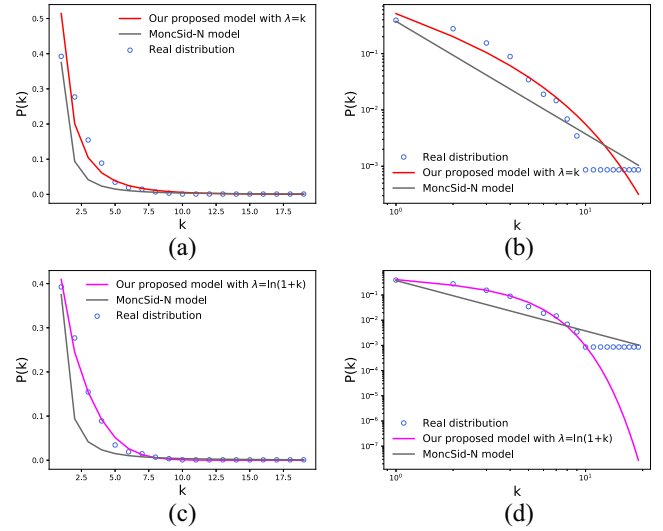 (a)
P(k)
0.5
0.4
0.3
0.2
0.1
0.0
Our proposed model with λ=k
MoncSid-N model
Real distribution
2.5 5.0 7.5 10.0 12.5 15.0 17.5
k
(a)
P(k)
10⁻¹
10⁻²
10⁻³
Real distribution
Our proposed model with λ=k
MoncSid-N model
10⁰ 10¹
k
(b)
P(k)
0.4
0.3
0.2
0.1
0.0
Our proposed model with λ=ln(1+k)
MoncSid-N model
Real distribution
2.5 5.0 7.5 10.0 12.5 15.0 17.5
k
(c)
P(k)
10⁰
10⁻¹
10⁻²
10⁻³
10⁻⁴
10⁻⁵
10⁻⁶
10⁻⁷
Real distribution
Our proposed model with λ=ln(1+k)
MoncSid-N model
10⁰ 10¹
k
(d)